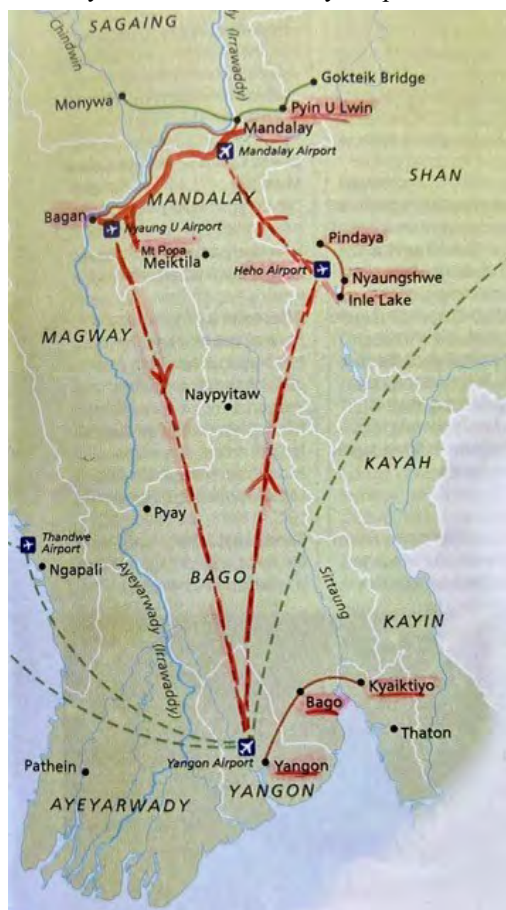 SAGAING
Chindwin
(Irrawaddy)
Gokteik Bridge
Monywa
Pyin U Lwin
Mandalay
Mandalay Airport
SHAN
MANDALAY
Bagan
Nyaung U Airport
Pindaya
Mt Popa
Meiktila
Heho Airport
Nyaungshwe
Inle Lake
MAGWAY
Naypyitaw
KAYAH
Pyay
Thandwe
Airport
Ngapali
BAGO
Sittaung
Ayeyarwady (Irrawaddy)
KAYIN
Kyaiktiyo
Bago
Thaton
Yangon Airport
Yangon
Pathein
YANGON
AYEYARWADY